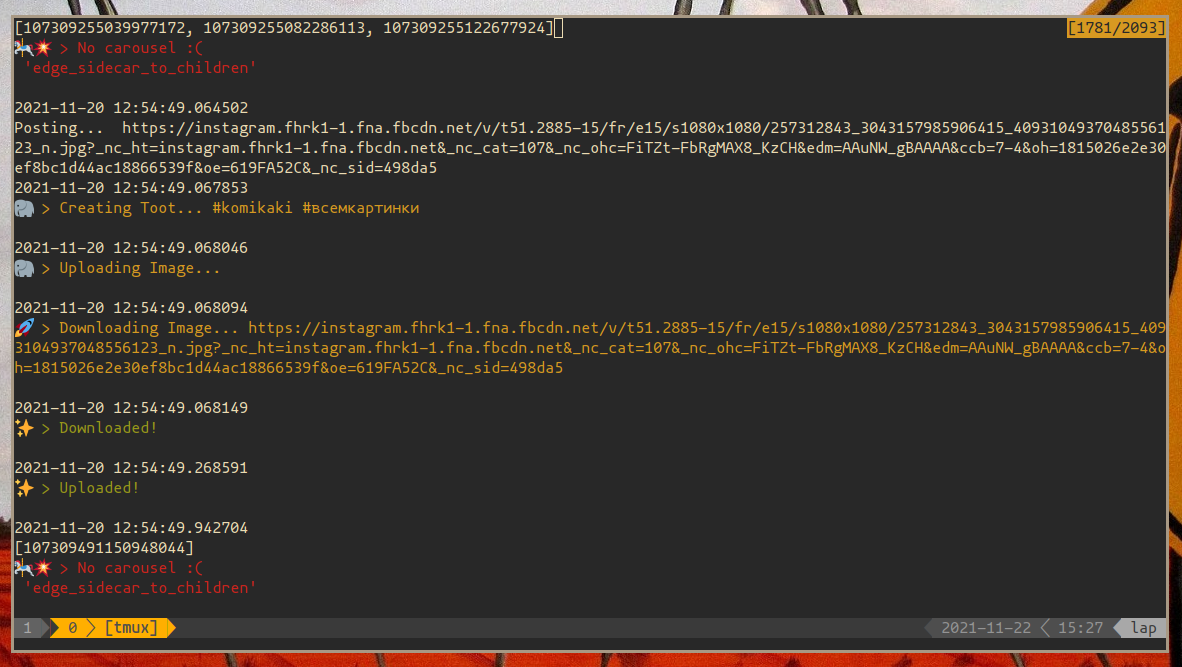 [107309255039977172, 107309255082286113, 107309255122677924] [1781/2093]
> No carousel :(
'edge_sidecar_to_children'
2021-11-20 12:54:49.064502
Posting... https://instagram.fhrk1-1.fna.fbcdn.net/v/t51.2885-15/fr/e15/s1080x1080/257312843_3043157985906415_40931049370485561
23_n.jpg?_nc_ht=instagram.fhrk1-1.fna.fbcdn.net&_nc_cat=107&_nc_ohc=FiTZt-FbRgMAX8_KzCH&edm=AAuNW_gBAAAA&ccb=7-4&oh=1815026e2e30
ef8bc1d44ac18866539f&oe=619FA52C&_nc_sid=498da5
2021-11-20 12:54:49.067853
> Creating Toot... #komikaki #всемкартинки
2021-11-20 12:54:49.068046
> Uploading Image...
2021-11-20 12:54:49.068094
> Downloading Image... https://instagram.fhrk1-1.fna.fbcdn.net/v/t51.2885-15/fr/e15/s1080x1080/257312843_3043157985906415_409
3104937048556123_n.jpg?_nc_ht=instagram.fhrk1-1.fna.fbcdn.net&_nc_cat=107&_nc_ohc=FiTZt-FbRgMAX8_KzCH&edm=AAuNW_gBAAAA&ccb=7-4&o
h=1815026e2e30ef8bc1d44ac18866539f&oe=619FA52C&_nc_sid=498da5
2021-11-20 12:54:49.068149
> Downloaded!
2021-11-20 12:54:49.268591
> Uploaded!
2021-11-20 12:54:49.942704
[107309491150948044]
> No carousel :(
'edge_sidecar_to_children'
1 0 [tmux] 2021-11-22 15:27 lap